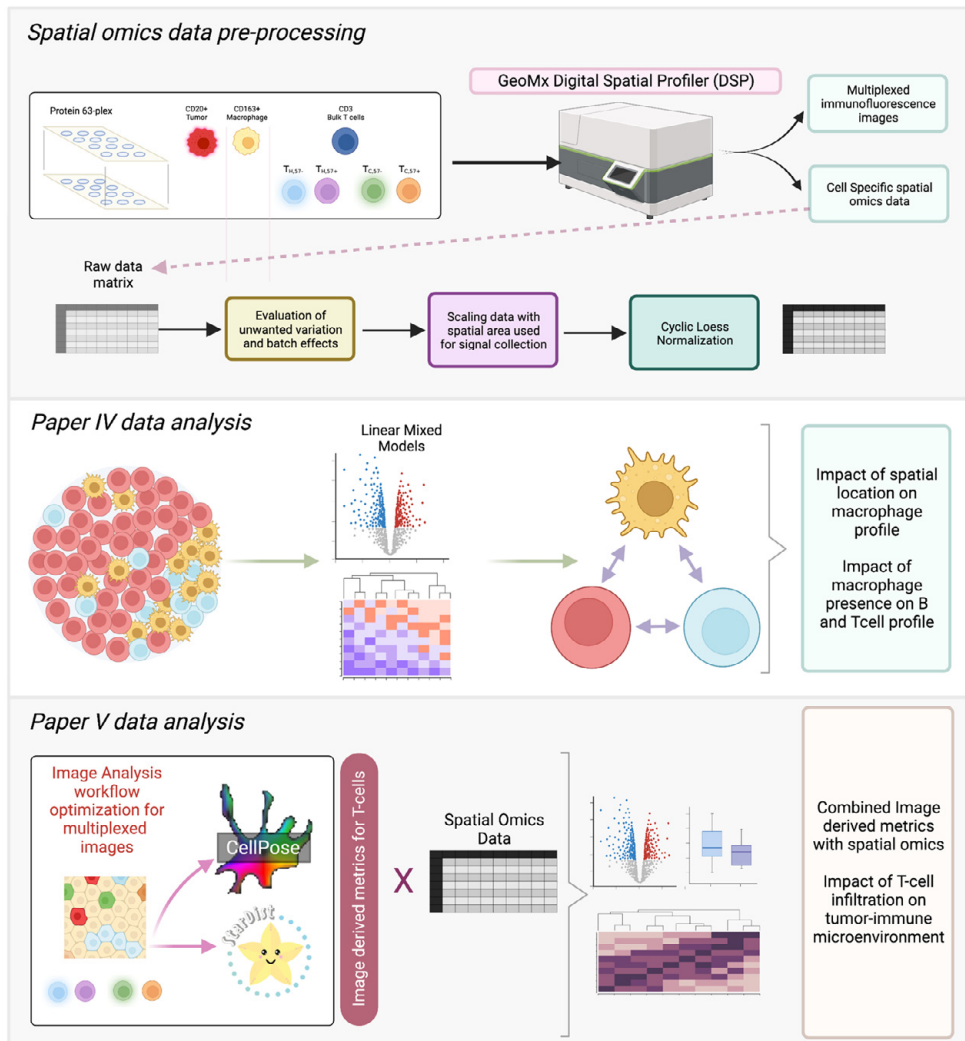 Spatial omics data pre-processing
Protein 63-plex
CD20+
Tumor
CD163+
Macrophage
CD3
Bulk T cells
TH,57-
TH,57+
TC,57-
TC,57+
GeoMx Digital Spatial Profiler (DSP)
Multiplexed
immunofluorescence
images
Cell Specific spatial
omics data
Raw data
matrix
Evaluation of
unwanted variation
and batch effects
Scaling data with
spatial area used
for signal collection
Cyclic Loess
Normalization
Paper IV data analysis
Linear Mixed
Models
Impact of spatial
location on
macrophage
profile
Impact of
macrophage
presence on B
and Tcell profile
Paper V data analysis
Image Analysis
workflow
optimization for
multiplexed
images
CellPose
StarDist
Image derived metrics for T-cells
X
Spatial Omics
Data
Combined Image
derived metrics
with spatial omics
Impact of T-cell
infiltration on
tumor-immune
microenvironment